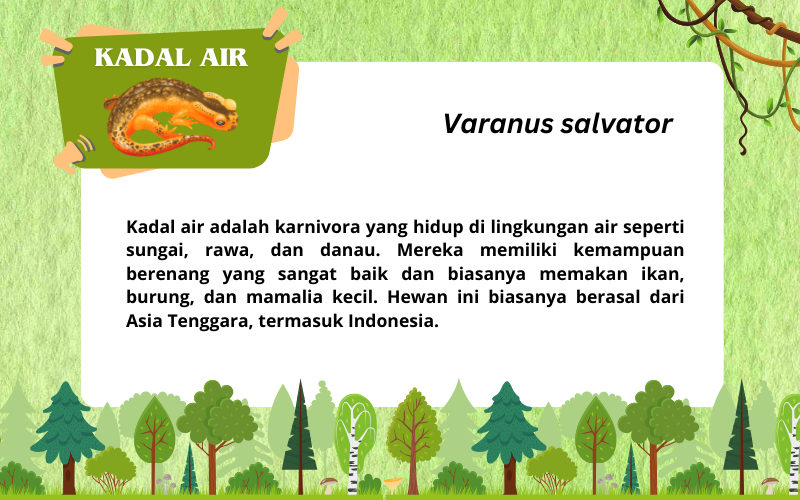 KADAL AIR
Varanus salvator
Kadal air adalah karnivora yang hidup di lingkungan air seperti
sungai, rawa, dan danau. Mereka memiliki kemampuan
berenang yang sangat baik dan biasanya memakan ikan,
burung, dan mamalia kecil. Hewan ini biasanya berasal dari
Asia Tenggara, termasuk Indonesia.